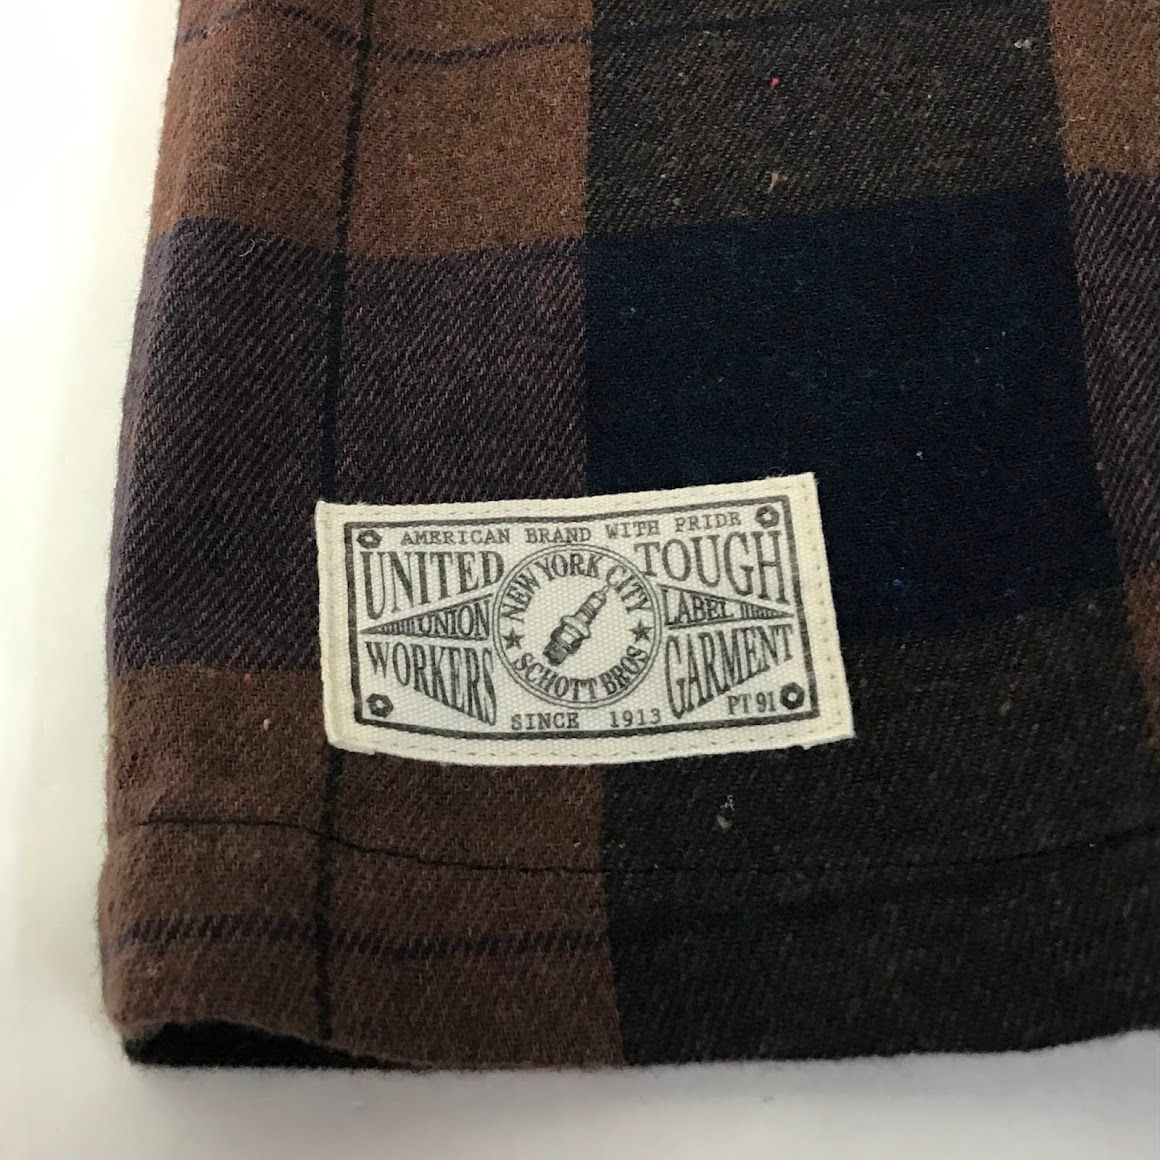 AMERICAN BRAND WITH PRIDE
UNITED TOUGH
UNION LABEL
WORKERS GARMENT
NEW YORK CITY
SCHOTT BROS
SINCE 1913
PT 91